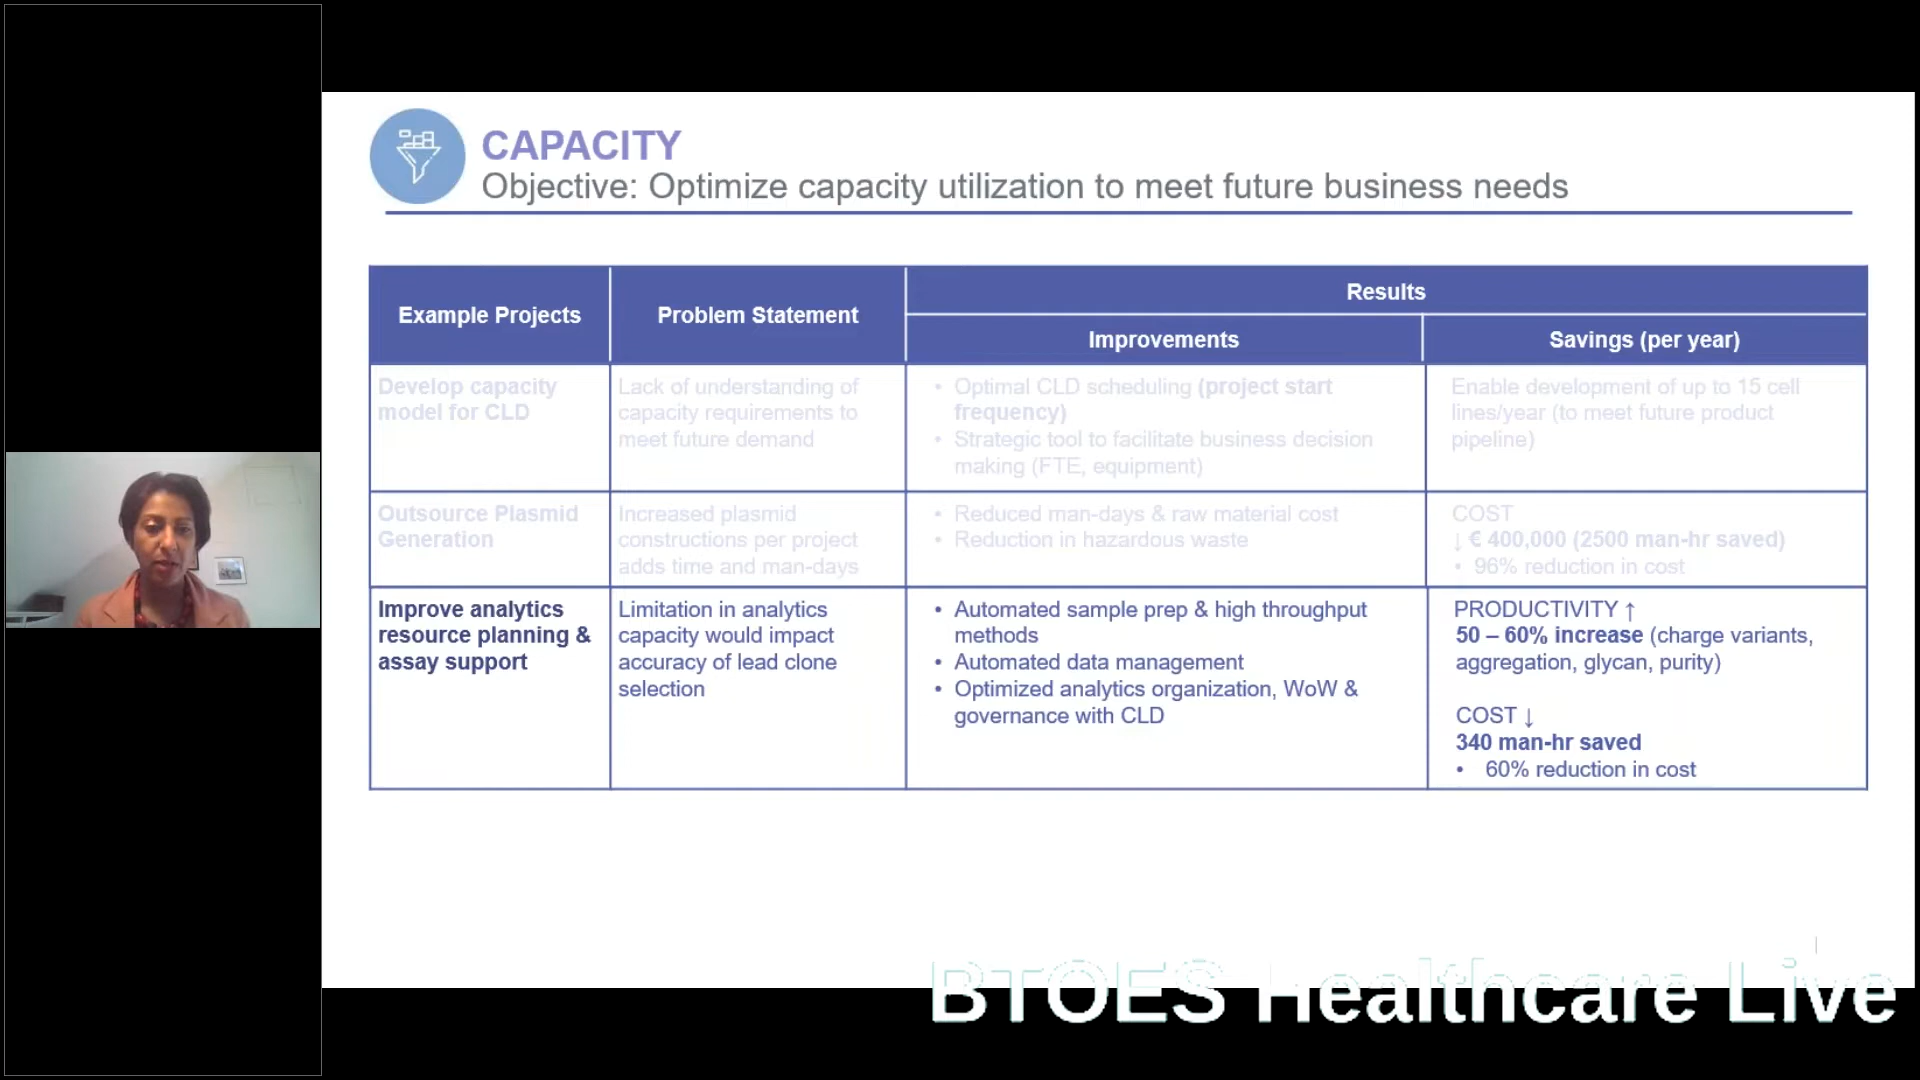 CAPACITY
Objective: Optimize capacity utilization to meet future business needs
Example Projects
Problem Statement
Results
Improvements
Savings (per year)
Develop capacity
model for CLD
Lack of understanding of
capacity requirements to
meet future demand
• Optimal CLD scheduling (project start
frequency)
• Strategic tool to facilitate business decision
making (FTE, equipment)
Enable development of up to 15 cell
lines/year (to meet future product
pipeline)
Outsource Plasmid
Generation
Increased plasmid
constructions per project
adds time and man-days
• Reduced man-days & raw material cost
• Reduction in hazardous waste
COST
↓ € 400,000 (2500 man-hr saved)
• 96% reduction in cost
Improve analytics
resource planning &
assay support
Limitation in analytics
capacity would impact
accuracy of lead clone
selection
• Automated sample prep & high throughput
methods
• Automated data management
• Optimized analytics organization, WoW &
governance with CLD
PRODUCTIVITY ↑
50 – 60% increase (charge variants,
aggregation, glycan, purity)
COST ↓
340 man-hr saved
• 60% reduction in cost
BTOES Healthcare Live